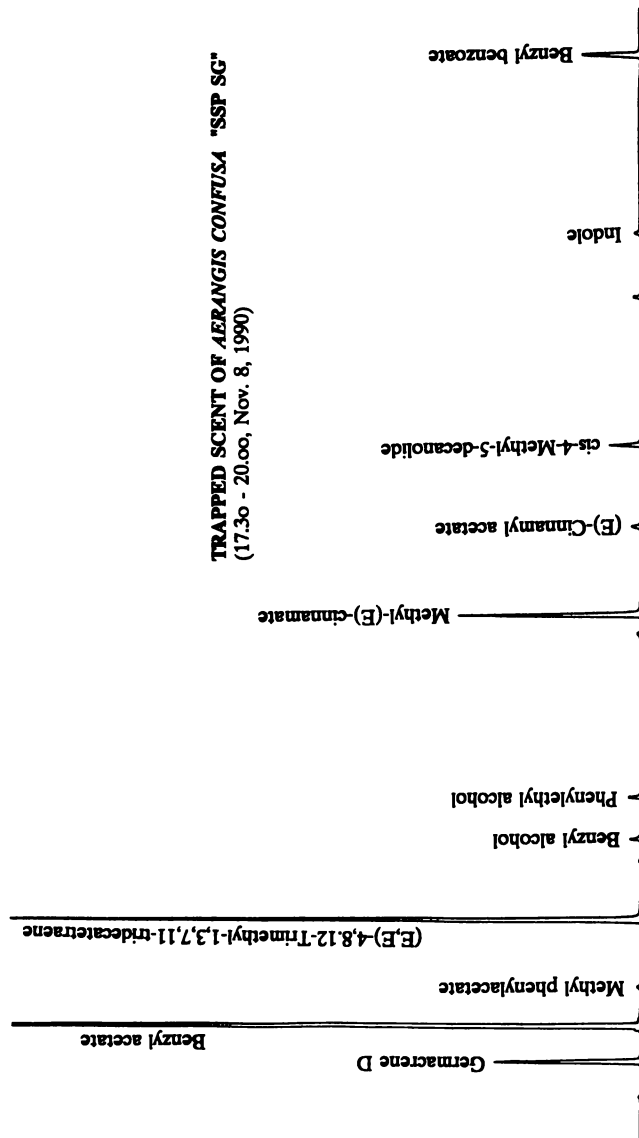 Benzyl benzoate
TRAPPED SCENT OF AERANGIS CONFUSA "SSP SG"
(17.3o - 20.oo, Nov. 8, 1990)
Indole
cis-4-Methyl-5-decanolide
(E)-Cinnamyl acetate
Methyl-(E)-cinnamate
Phenylethyl alcohol
Benzyl alcohol
(E,E)-4,8.12-Trimethyl-1,3,7,11-tridecatetraene
Methyl phenylacetate
Benzyl acetate
Germacrene D